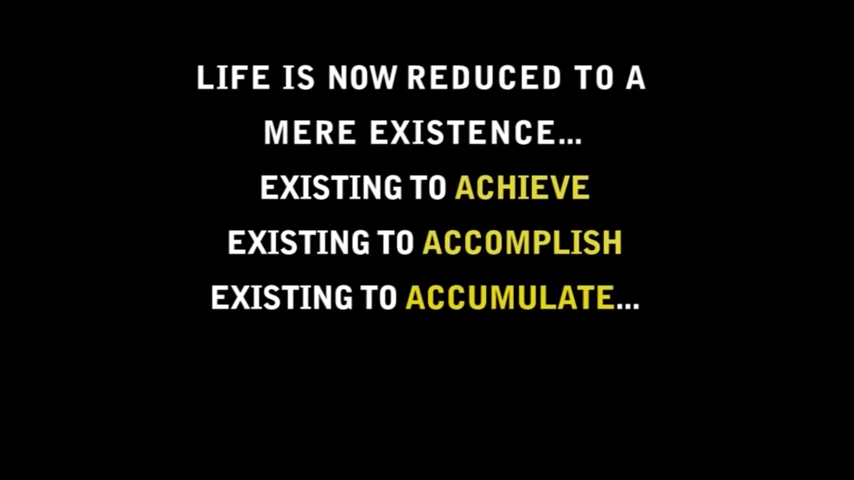 LIFE IS NOW REDUCED TO A
MERE EXISTENCE...
EXISTING TO ACHIEVE
EXISTING TO ACCOMPLISH
EXISTING TO ACCUMULATE...